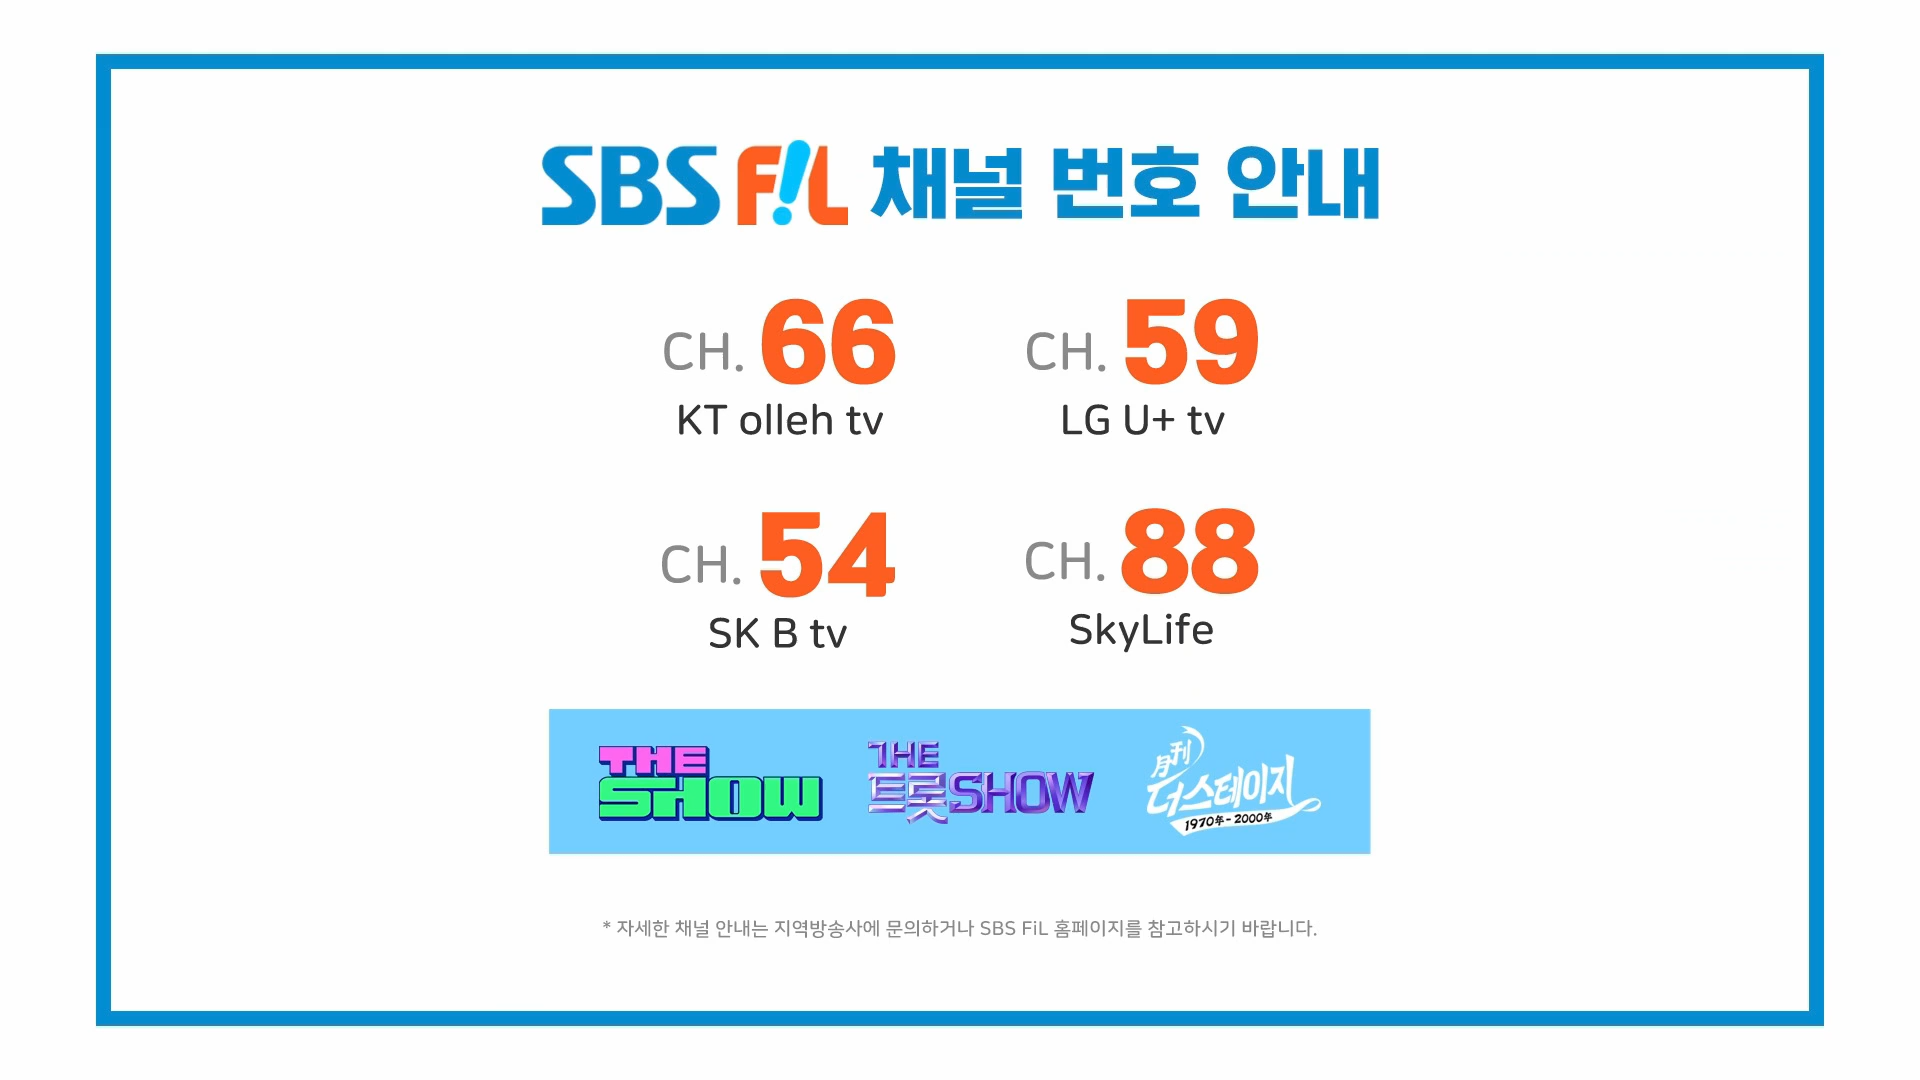 SBS F!L 채널 번호 안내
CH. 66
KT olleh tv
CH. 59
LG U+ tv
CH. 54
SK B tv
CH. 88
SkyLife
THE
SHOW
THE
트롯SHOW
月刊
더스테이지
1970年-2000年
* 자세한 채널 안내는 지역방송사에 문의하거나 SBS FiL 홈페이지를 참고하시기 바랍니다.